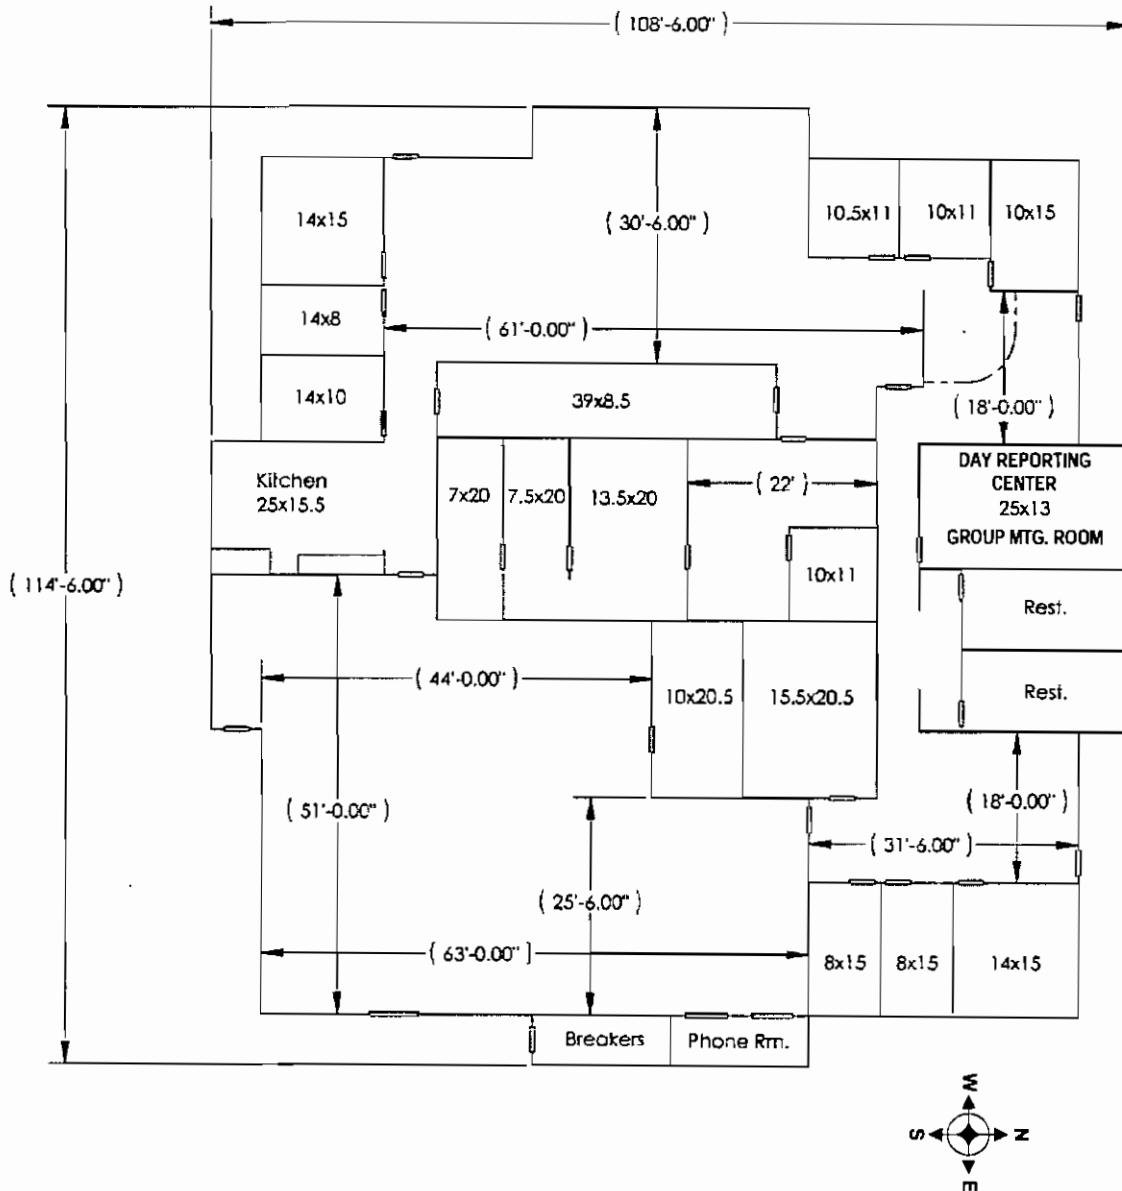 ( 108'-6.00" )
14x15
10.5x11
10x11
10x15
( 30'-6.00" )
14x8
( 61'-0.00" )
14x10
39x8.5
( 18'-0.00" )
Kitchen
25x15.5
7x20
7.5x20
13.5x20
( 22' )
DAY REPORTING
CENTER
25x13
GROUP MTG. ROOM
( 114'-6.00" )
10x11
Rest.
( 44'-0.00" )
10x20.5
15.5x20.5
Rest.
( 51'-0.00" )
( 18'-0.00" )
( 31'-6.00" )
( 25'-6.00" )
( 63'-0.00" ]
8x15
8x15
14x15
Breakers
Phone Rm.
W
S
N
E